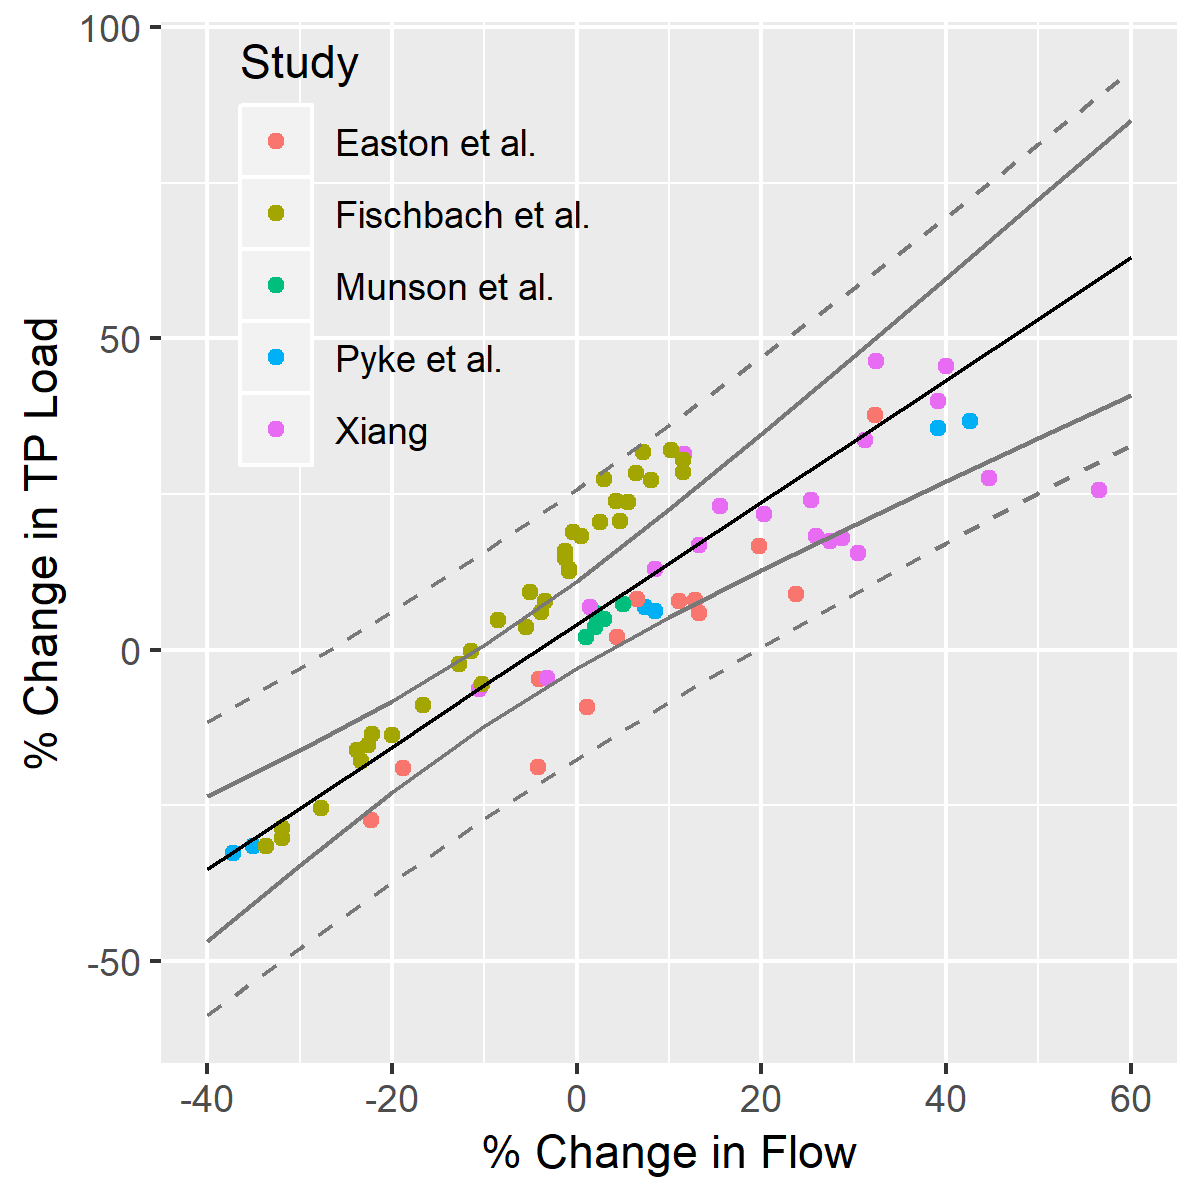 Study
Easton et al.
Fischbach et al.
Munson et al.
Pyke et al.
Xiang
% Change in TP Load
100
50
0
-50
-40 -20 0 20 40 60
% Change in Flow